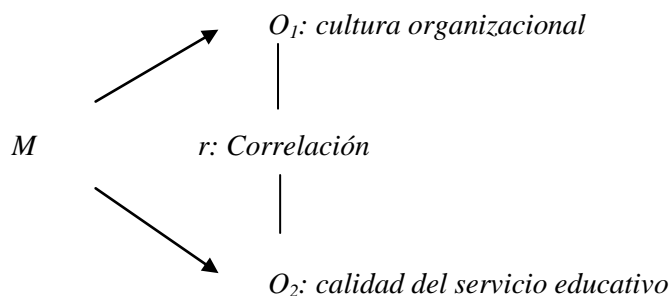 O₁: cultura organizacional
M r: Correlación
O₂: calidad del servicio educativo